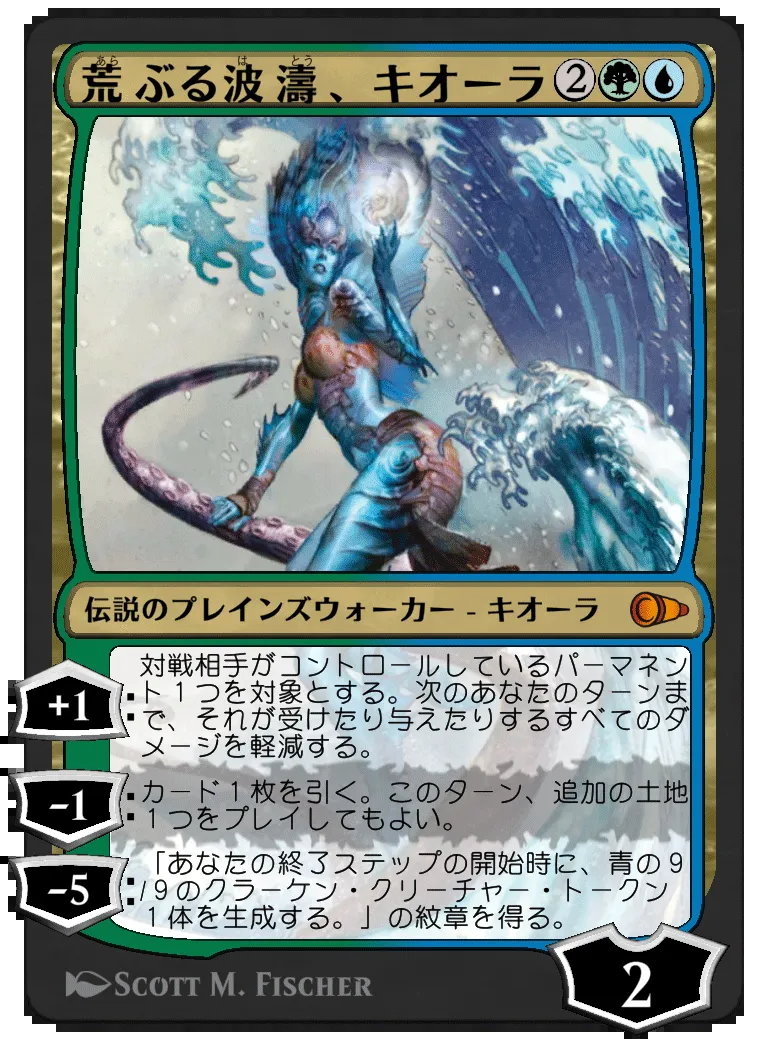 荒ぶる波濤、キオーラ 2
伝説のプレインズウォーカー - キオーラ
+1
対戦相手がコントロールしているパーマネン
ト1つを対象とする。次のあなたのターンま
で、それが受けたり与えたりするすべてのダ
メージを軽減する。
-1
カード1枚を引く。このターン、追加の土地
1つをプレイしてもよい。
-5
「あなたの終了ステップの開始時に、青の9
/9のクラーケン・クリーチャー・トークン
1体を生成する。」の紋章を得る。
SCOTT M. FISCHER
2